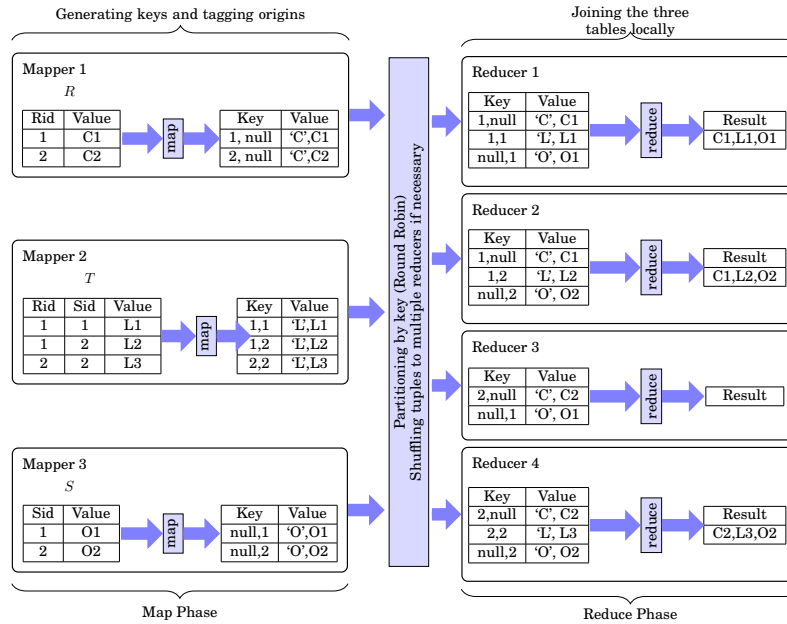 Generating keys and tagging origins
Mapper 1
R
Rid Value
1 C1
2 C2
map
Key Value
1, null ‘C’,C1
2, null ‘C’,C2
Mapper 2
T
Rid Sid Value
1 1 L1
1 2 L2
2 2 L3
map
Key Value
1,1 ‘L’,L1
1,2 ‘L’,L2
2,2 ‘L’,L3
Mapper 3
S
Sid Value
1 O1
2 O2
map
Key Value
null,1 ‘O’,O1
null,2 ‘O’,O2
Map Phase
Partitioning by key (Round Robin)
Shuffling tuples to multiple reducers if necessary
Joining the three
tables locally
Reducer 1
Key Value
1,null ‘C’, C1
1,1 ‘L’, L1
null,1 ‘O’, O1
reduce
Result
C1,L1,O1
Reducer 2
Key Value
1,null ‘C’, C1
1,2 ‘L’, L2
null,2 ‘O’, O2
reduce
Result
C1,L2,O2
Reducer 3
Key Value
2,null ‘C’, C2
null,1 ‘O’, O1
reduce
Result
Reducer 4
Key Value
2,null ‘C’, C2
2,2 ‘L’, L3
null,2 ‘O’, O2
reduce
Result
C2,L3,O2
Reduce Phase